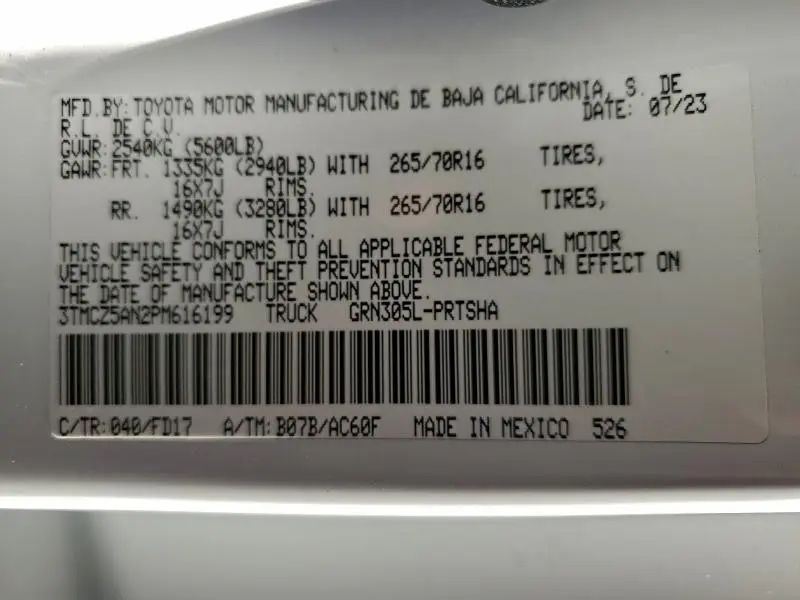 MFD.BY: TOYOTA MOTOR MANUFACTURING DE BAJA CALIFORNIA, S. DE
R.L. DE C.V. DATE: 07/23
GVWR: 2540KG (5600LB)
GAWR: FRT. 1335KG (2940LB) WITH 265/70R16 TIRES,
16X7J RIMS.
RR. 1490KG (3280LB) WITH 265/70R16 TIRES,
16X7J RIMS.
THIS VEHICLE CONFORMS TO ALL APPLICABLE FEDERAL MOTOR
VEHICLE SAFETY AND THEFT PREVENTION STANDARDS IN EFFECT ON
THE DATE OF MANUFACTURE SHOWN ABOVE.
3TMCZ5AN2PM616199 TRUCK GRN305L-PRTSHA
C/TR: 040/FD17 A/TM: B07B/AC60F MADE IN MEXICO 526